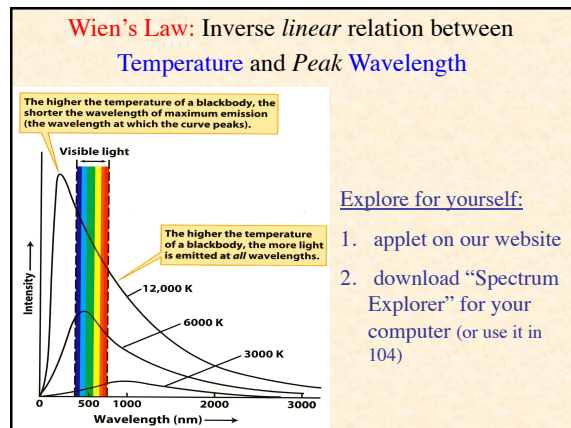 Wien's Law: Inverse linear relation between
Temperature and Peak Wavelength
The higher the temperature of a blackbody, the
shorter the wavelength of maximum emission
(the wavelength at which the curve peaks).
Visible light
The higher the temperature
of a blackbody, the more light
is emitted at all wavelengths.
12,000 K
6000 K
3000 K
Intensity
0 500 1000 2000 3000
Wavelength (nm)
Explore for yourself:
1. applet on our website
2. download “Spectrum
Explorer” for your
computer (or use it in
104)